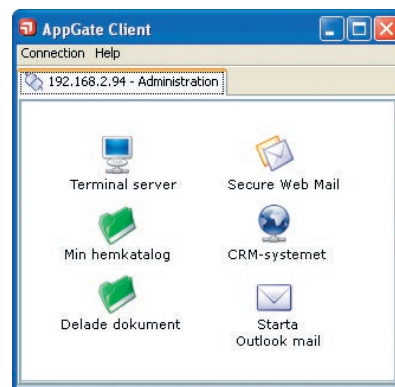 AppGate Client
Connection Help
192.168.2.94 - Administration
Terminal server
Secure Web Mail
Min hemkatalog
CRM-systemet
Delade dokument
Starta
Outlook mail